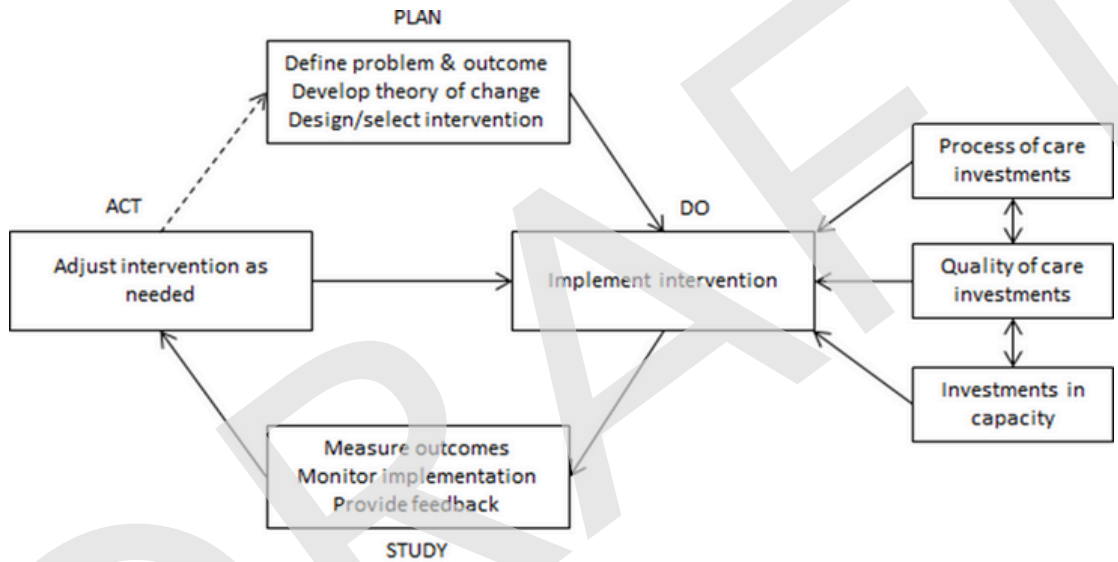 PLAN
Define problem & outcome
Develop theory of change
Design/select intervention
ACT
Adjust intervention as
needed
DO
Implement intervention
Process of care
investments
Quality of care
investments
Investments in
capacity
Measure outcomes
Monitor implementation
Provide feedback
STUDY
DRAFT